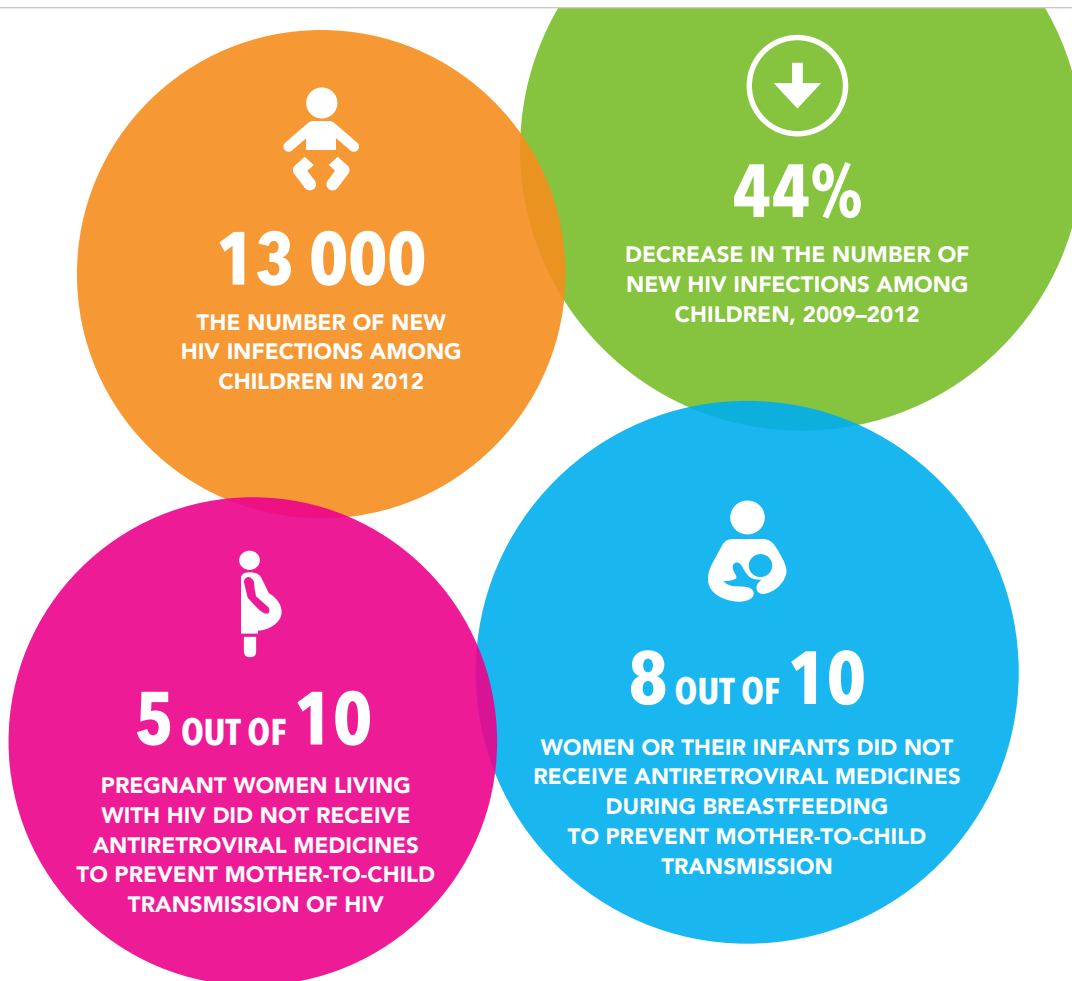 13 000
THE NUMBER OF NEW
HIV INFECTIONS AMONG
CHILDREN IN 2012
44%
DECREASE IN THE NUMBER OF
NEW HIV INFECTIONS AMONG
CHILDREN, 2009–2012
5 OUT OF 10
PREGNANT WOMEN LIVING
WITH HIV DID NOT RECEIVE
ANTIRETROVIRAL MEDICINES
TO PREVENT MOTHER-TO-CHILD
TRANSMISSION OF HIV
8 OUT OF 10
WOMEN OR THEIR INFANTS DID NOT
RECEIVE ANTIRETROVIRAL MEDICINES
DURING BREASTFEEDING
TO PREVENT MOTHER-TO-CHILD
TRANSMISSION